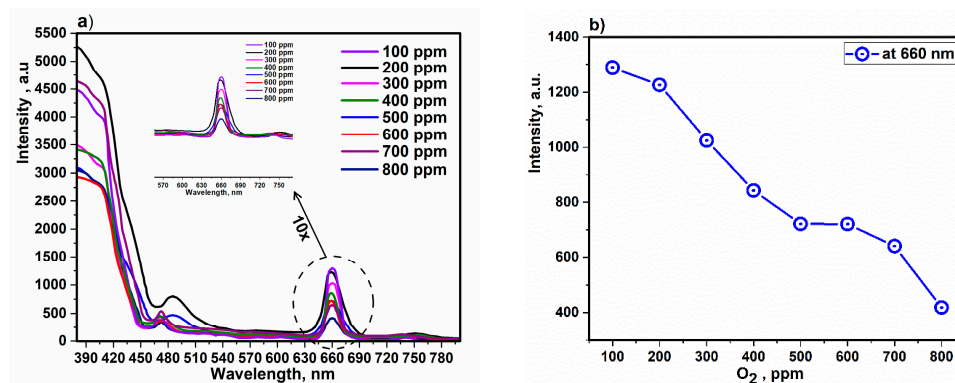 a)
5500
5000
4500
4000
3500
3000
2500
2000
1500
1000
500
0
Intensity , a.u
390 420 450 480 510 540 570 600 630 660 690 720 750 780
Wavelength, nm
100 ppm
200 ppm
300 ppm
400 ppm
500 ppm
600 ppm
700 ppm
800 ppm
100 ppm
200 ppm
300 ppm
400 ppm
500 ppm
600 ppm
700 ppm
800 ppm
570 600 630 660 690 720 750
Wavelength, nm
10x
b)
1400
1200
1000
800
600
400
Intensity, a.u.
at 660 nm
100 200 300 400 500 600 700 800
O₂, ppm